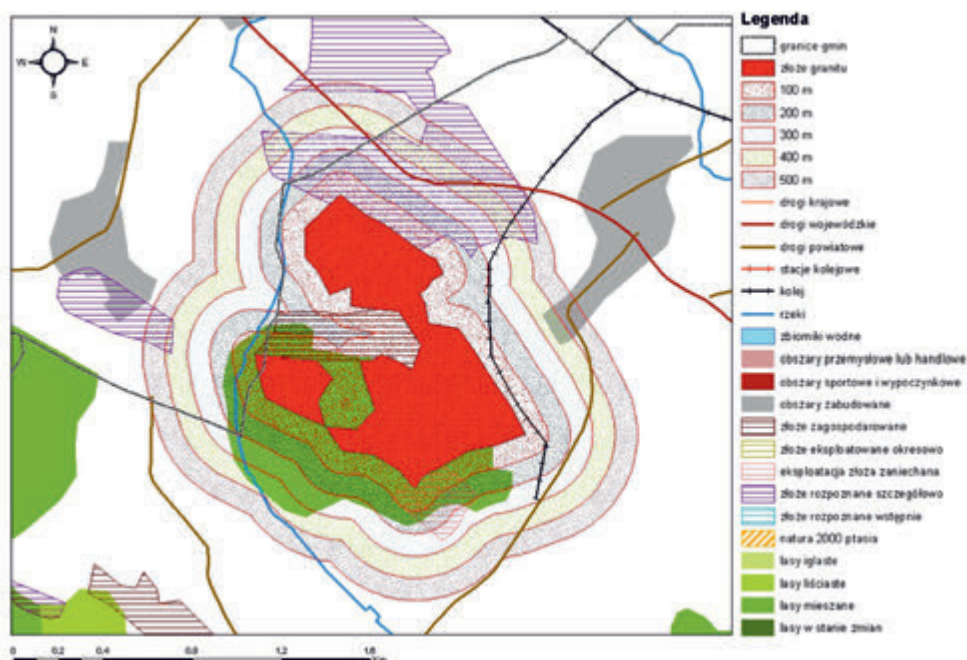 N
W E
S
Legenda
granice gmin
złoże granitu
100 m
200 m
300 m
400 m
500 m
drogi krajowe
drogi wojewódzkie
drogi powiatowe
stacje kolejowe
kolej
rzeki
zbiorniki wodne
obszary przemysłowe lub handlowe
obszary sportowe i wypoczynkowe
obszary zabudowane
złoże zagospodarowane
złoże eksploatowane okresowo
eksploatacja złoża zaniechana
złoże rozpoznane szczegółowo
złoże rozpoznane wstępnie
natura 2000 ptasia
lasy iglaste
lasy liściaste
lasy mieszane
lasy w stanie zmian
0 0,2 0,4 0,8 1,2 1,6